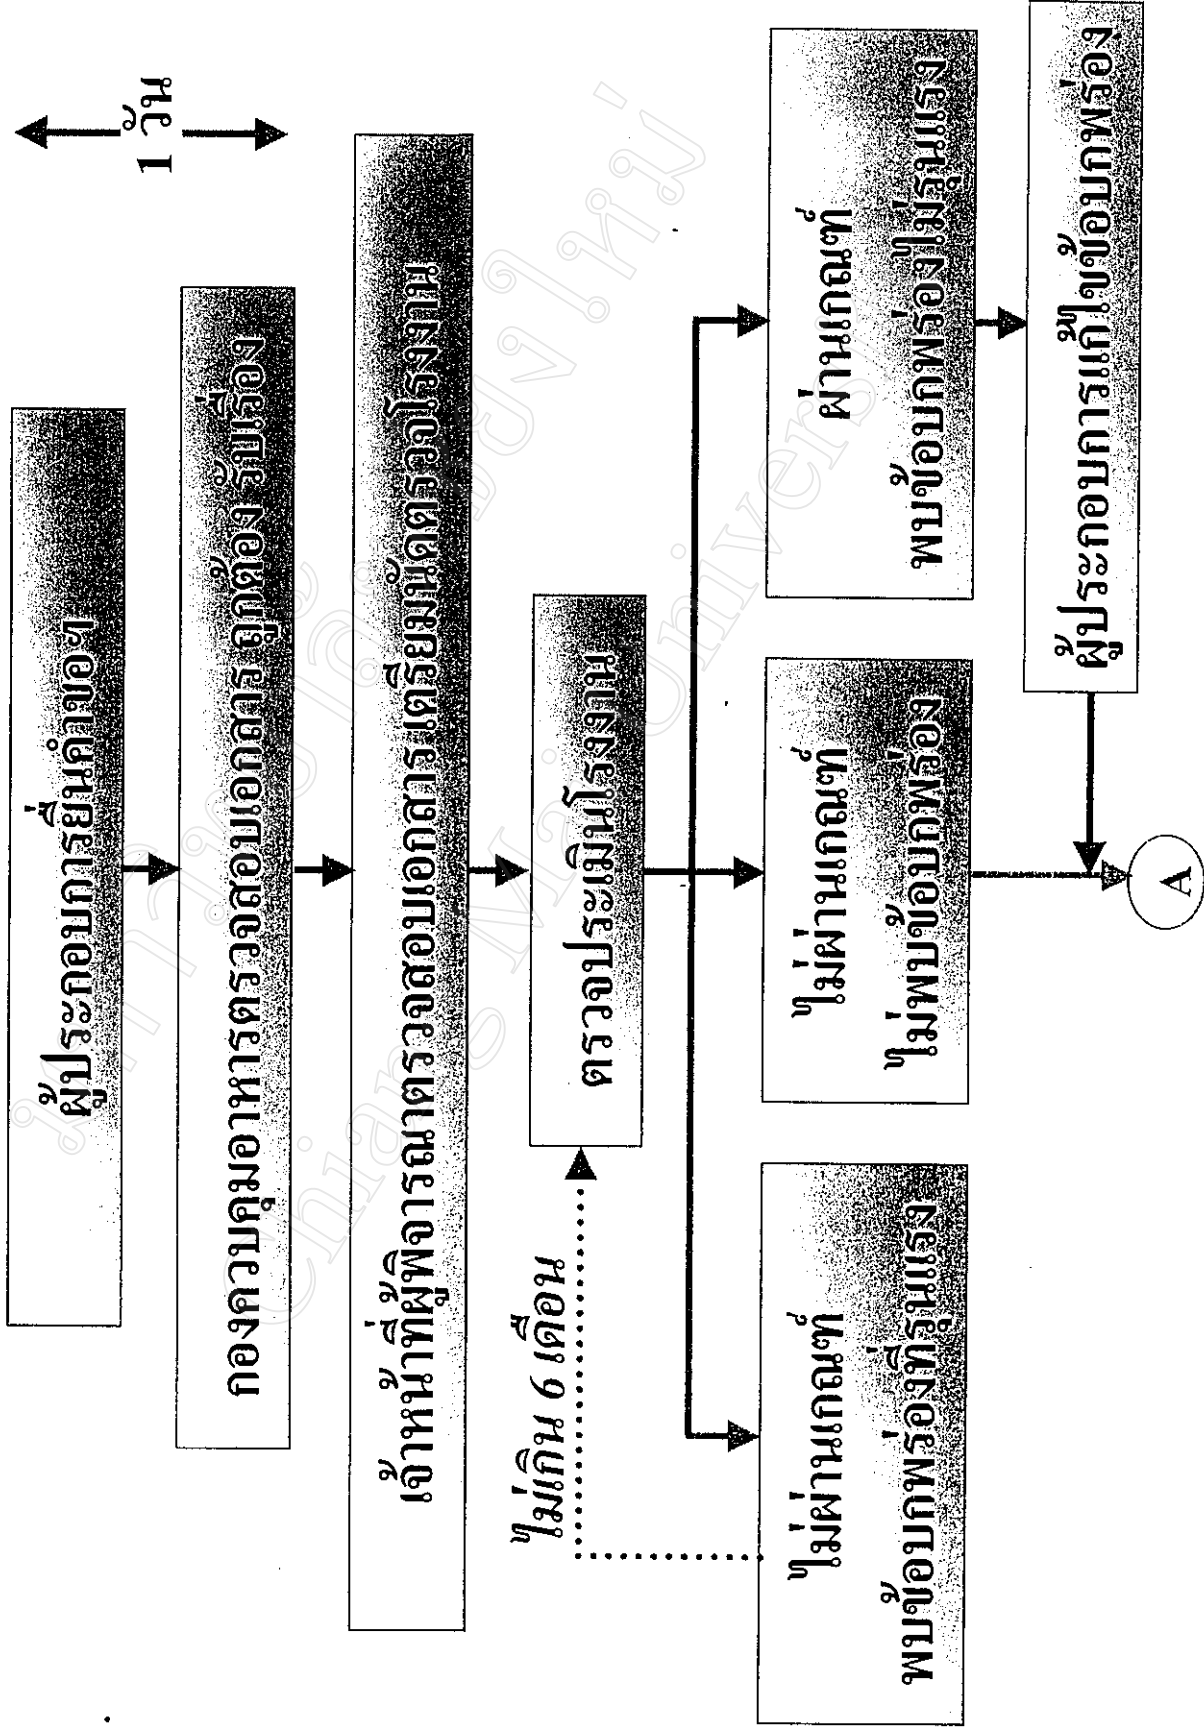 ผู้ประกอบการยื่นคำขอฯ
1 วัน
กองควบคุมอาหารตรวจสอบเอกสาร ถูกต้อง รับเรื่อง
เจ้าหน้าที่ผู้พิจารณาตรวจสอบเอกสาร เตรียมนัดตรวจโรงงาน
ตรวจประเมินโรงงาน
ไม่เกิน 6 เดือน
ไม่ผ่านเกณฑ์
พบข้อบกพร่องที่รุนแรง
ไม่ผ่านเกณฑ์
ไม่พบข้อบกพร่อง
ผ่านเกณฑ์
พบข้อบกพร่องไม่รุนแรง
ผู้ประกอบการแก้ไขข้อบกพร่อง
A
Chiang Mai University